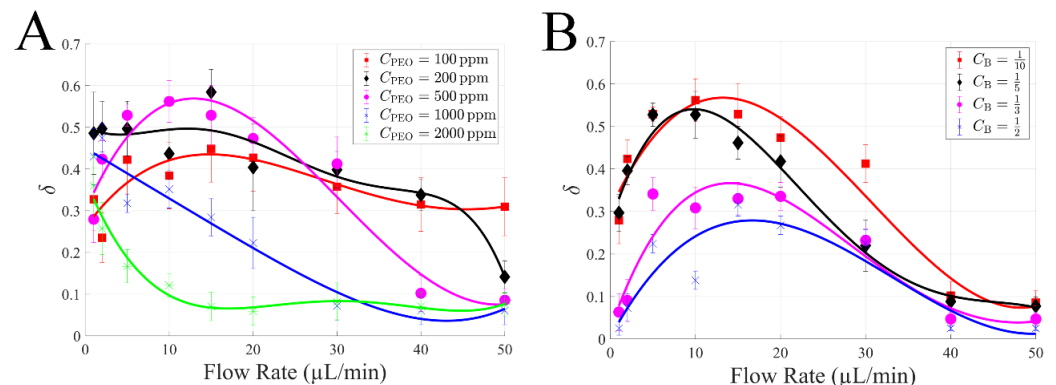 A
0.7
0.6
0.5
0.4
0.3
0.2
0.1
0
δ
1
10
20
30
40
50
Flow Rate (μL/min)
C_PEO = 100 ppm
C_PEO = 200 ppm
C_PEO = 500 ppm
C_PEO = 1000 ppm
C_PEO = 2000 ppm
B
0.7
0.6
0.5
0.4
0.3
0.2
0.1
0
δ
1
10
20
30
40
50
Flow Rate (μL/min)
C_B = 1/10
C_B = 1/5
C_B = 1/3
C_B = 1/2